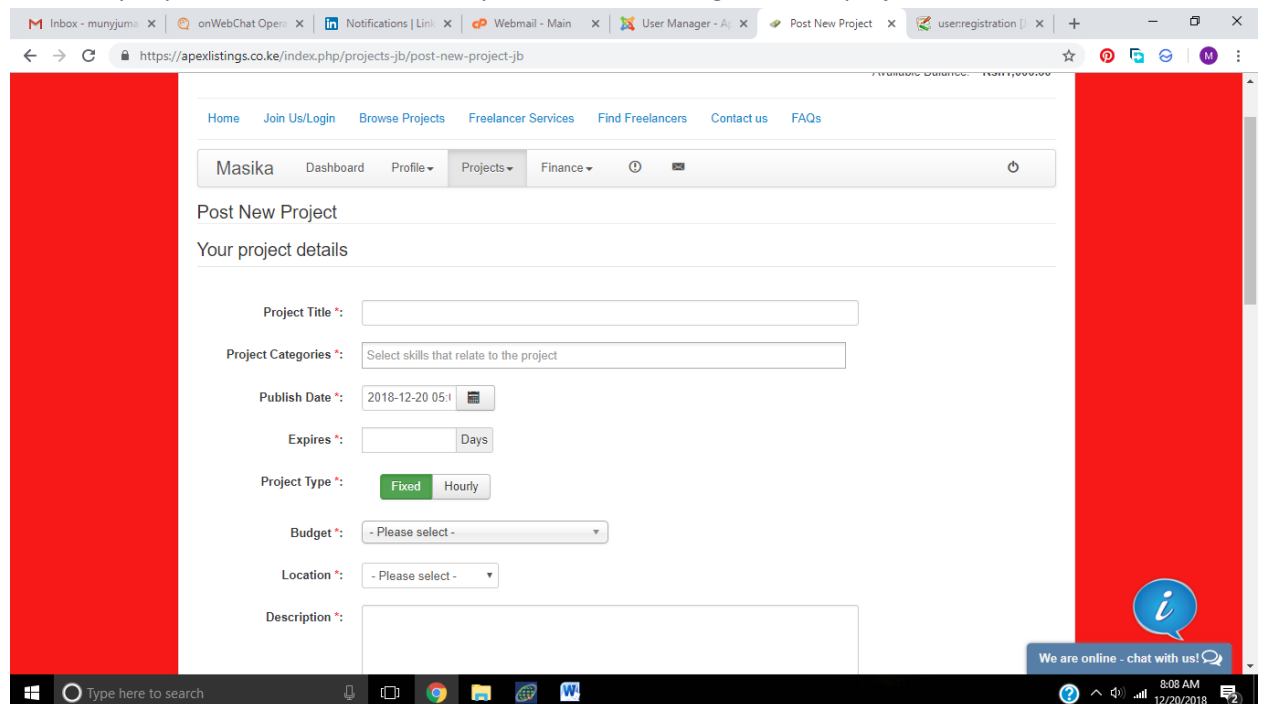 Inbox - munyjuma
onWebChat Opera
Notifications | Link
Webmail - Main
User Manager - Ap
Post New Project
user:registration [J
https://apexlistings.co.ke/index.php/projects-jb/post-new-project-jb
M
Available Balance:
Home Join Us/Login Browse Projects Freelancer Services Find Freelancers Contact us FAQs
Masika Dashboard Profile Projects Finance
Post New Project
Your project details
Project Title *:
Project Categories *: Select skills that relate to the project
Publish Date *: 2018-12-20 05:
Expires *: Days
Project Type *: Fixed Hourly
Budget *: - Please select -
Location *: - Please select -
Description *:
i
We are online - chat with us!
Type here to search
8:08 AM
12/20/2018
2